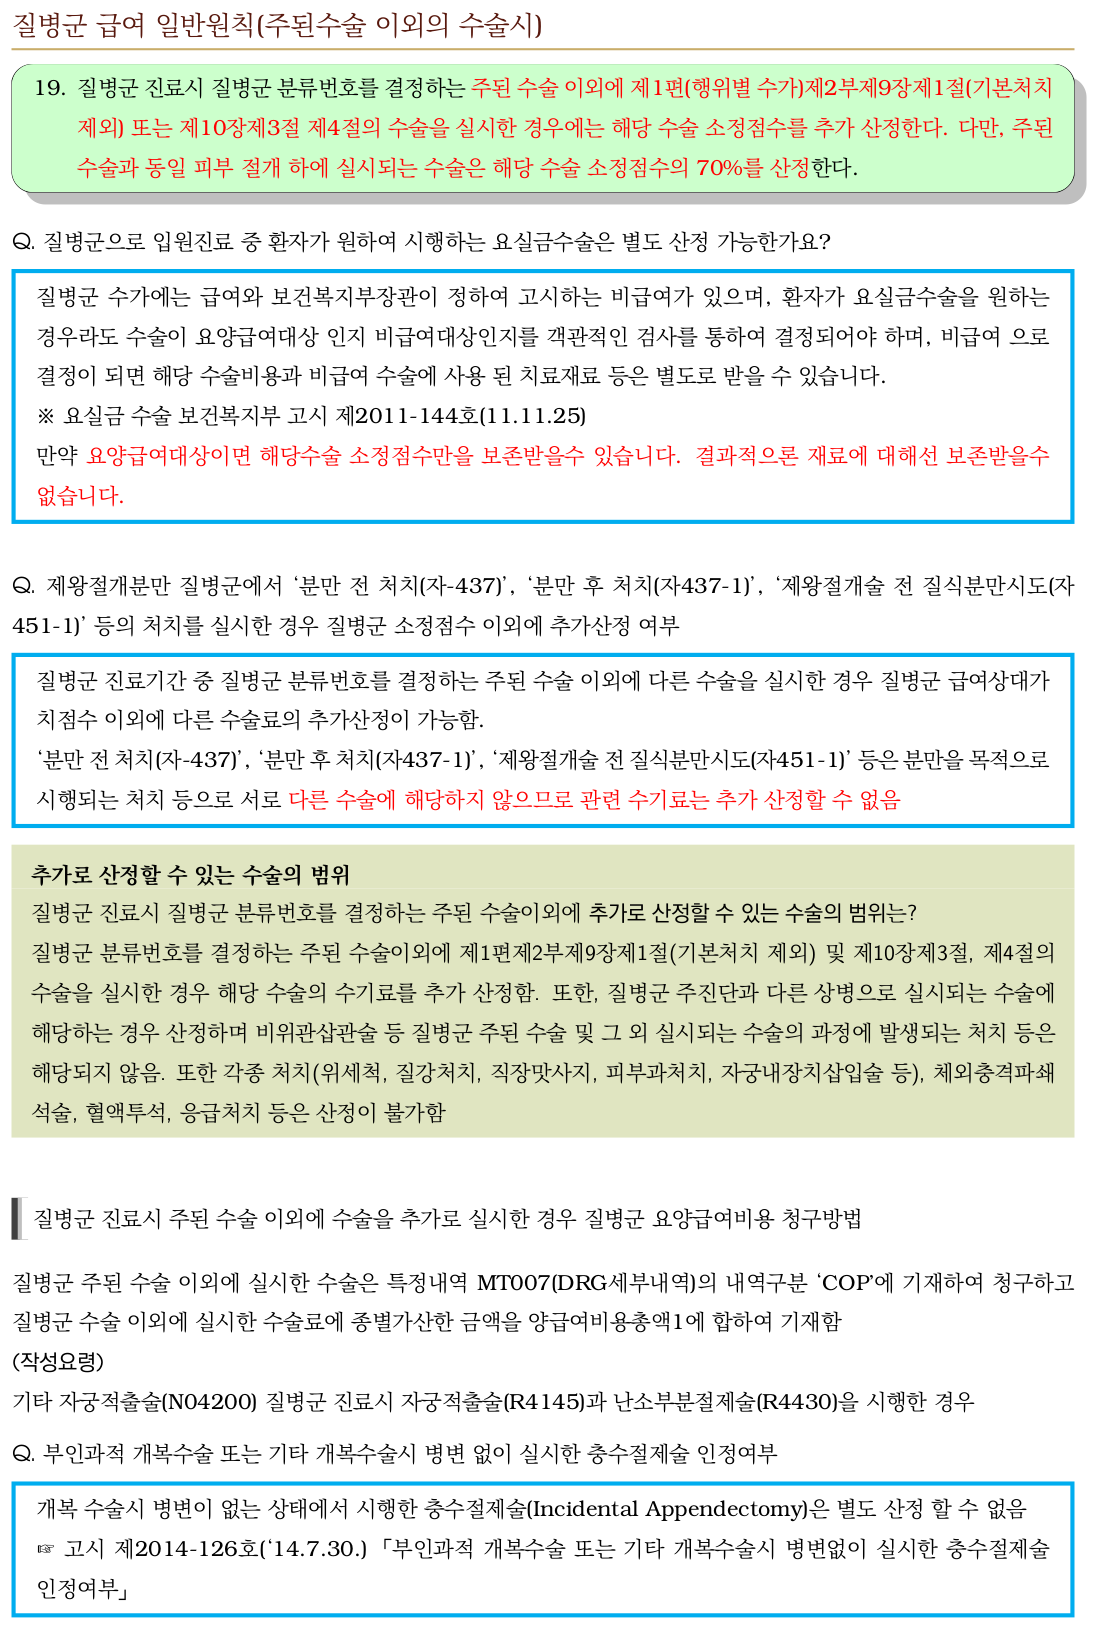 질병군 급여 일반원칙(주된수술 이외의 수술시)
19. 질병군 진료시 질병군 분류번호를 결정하는 주된 수술 이외에 제1편(행위별 수가)제2부제9장제1절(기본처치
제외) 또는 제10장제3절 제4절의 수술을 실시한 경우에는 해당 수술 소정점수를 추가 산정한다. 다만, 주된
수술과 동일 피부 절개 하에 실시되는 수술은 해당 수술 소정점수의 70%를 산정한다.
Q. 질병군으로 입원진료 중 환자가 원하여 시행하는 요실금수술은 별도 산정 가능한가요?
질병군 수가에는 급여와 보건복지부장관이 정하여 고시하는 비급여가 있으며, 환자가 요실금수술을 원하는
경우라도 수술이 요양급여대상 인지 비급여대상인지를 객관적인 검사를 통하여 결정되어야 하며, 비급여 으로
결정이 되면 해당 수술비용과 비급여 수술에 사용 된 치료재료 등은 별도로 받을 수 있습니다.
※ 요실금 수술 보건복지부 고시 제2011-144호(11.11.25)
만약 요양급여대상이면 해당수술 소정점수만을 보존받을수 있습니다. 결과적으론 재료에 대해선 보존받을수
없습니다.
Q. 제왕절개분만 질병군에서 ‘분만 전 처치(자-437)’, ‘분만 후 처치(자437-1)’, ‘제왕절개술 전 질식분만시도(자
451-1)’ 등의 처치를 실시한 경우 질병군 소정점수 이외에 추가산정 여부
질병군 진료기간 중 질병군 분류번호를 결정하는 주된 수술 이외에 다른 수술을 실시한 경우 질병군 급여상대가
치점수 이외에 다른 수술료의 추가산정이 가능함.
‘분만 전 처치(자-437)’, ‘분만 후 처치(자437-1)’, ‘제왕절개술 전 질식분만시도(자451-1)’ 등은 분만을 목적으로
시행되는 처치 등으로 서로 다른 수술에 해당하지 않으므로 관련 수기료는 추가 산정할 수 없음
추가로 산정할 수 있는 수술의 범위
질병군 진료시 질병군 분류번호를 결정하는 주된 수술이외에 추가로 산정할 수 있는 수술의 범위는?
질병군 분류번호를 결정하는 주된 수술이외에 제1편제2부제9장제1절(기본처치 제외) 및 제10장제3절, 제4절의
수술을 실시한 경우 해당 수술의 수기료를 추가 산정함. 또한, 질병군 주진단과 다른 상병으로 실시되는 수술에
해당하는 경우 산정하며 비위관삽관술 등 질병군 주된 수술 및 그 외 실시되는 수술의 과정에 발생되는 처치 등은
해당되지 않음. 또한 각종 처치(위세척, 질강처치, 직장맛사지, 피부과처치, 자궁내장치삽입술 등), 체외충격파쇄
석술, 혈액투석, 응급처치 등은 산정이 불가함
질병군 진료시 주된 수술 이외에 수술을 추가로 실시한 경우 질병군 요양급여비용 청구방법
질병군 주된 수술 이외에 실시한 수술은 특정내역 MT007(DRG세부내역)의 내역구분 ‘COP’에 기재하여 청구하고
질병군 수술 이외에 실시한 수술료에 종별가산한 금액을 양급여비용총액1에 합하여 기재함
(작성요령)
기타 자궁적출술(N04200) 질병군 진료시 자궁적출술(R4145)과 난소부분절제술(R4430)을 시행한 경우
Q. 부인과적 개복수술 또는 기타 개복수술시 병변 없이 실시한 충수절제술 인정여부
개복 수술시 병변이 없는 상태에서 시행한 충수절제술(Incidental Appendectomy)은 별도 산정 할 수 없음
☞ 고시 제2014-126호(‘14.7.30.) 「부인과적 개복수술 또는 기타 개복수술시 병변없이 실시한 충수절제술
인정여부」